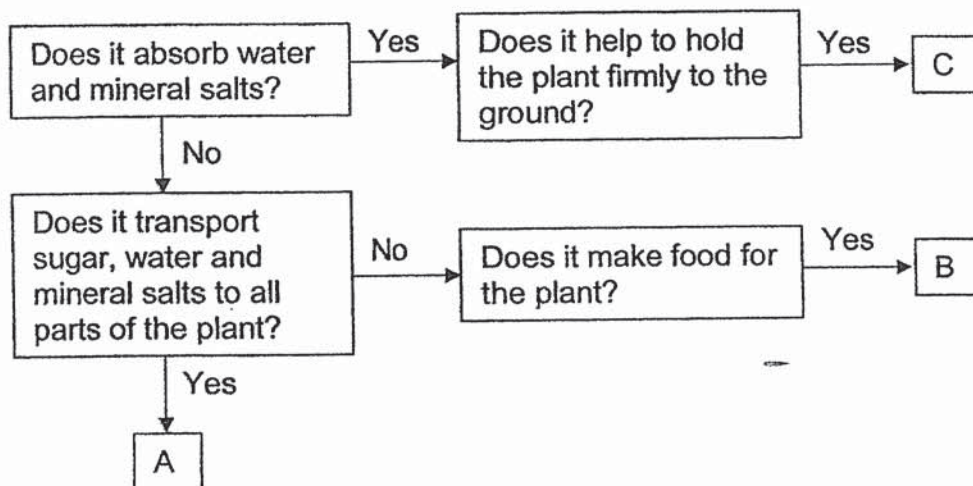 Does it absorb water
and mineral salts?
Yes
Does it help to hold
the plant firmly to the
ground?
Yes
C
No
Does it transport
sugar, water and
mineral salts to all
parts of the plant?
No
Does it make food for
the plant?
Yes
B
Yes
A